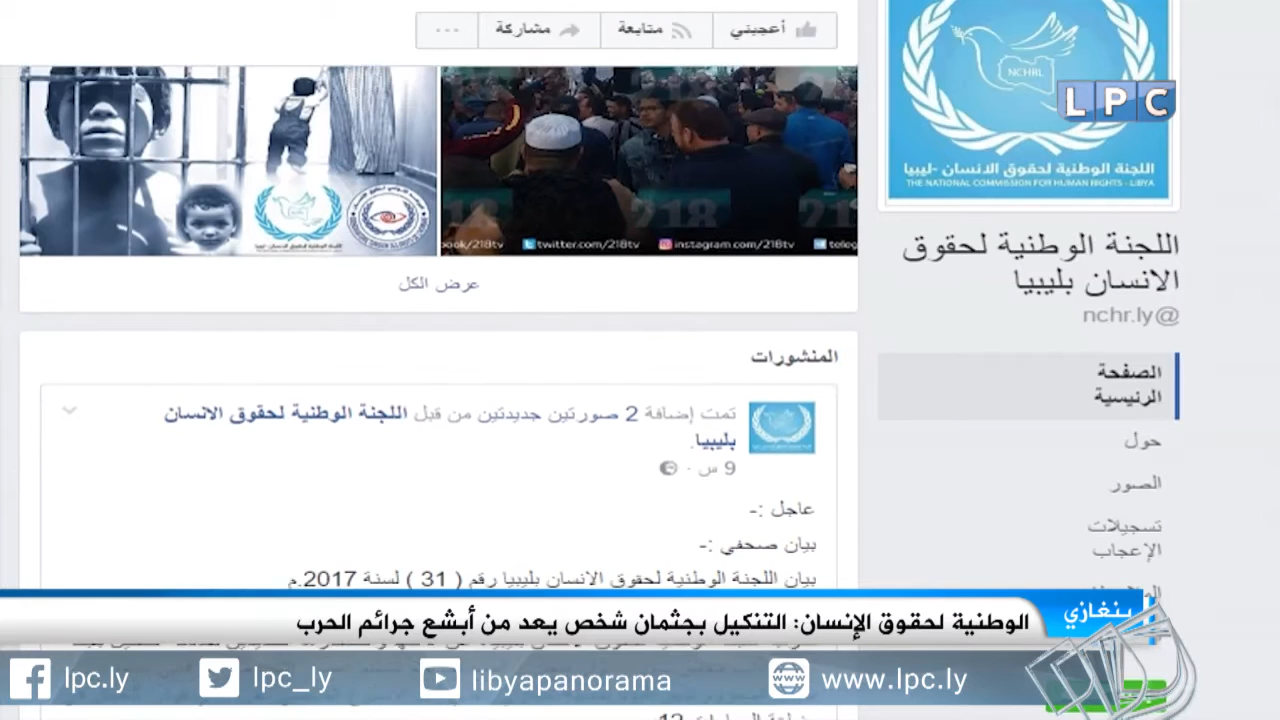 أعجبني
متابعة
مشاركة
NCHRL
LPC
اللجنة الوطنية لحقوق الانسان -ليبيا
THE NATIONAL COMMISSION FOR HUMAN RIGHTS - LIBYA
218
twitter.com/218tv
instagram.com/218tv
عرض الكل
اللجنة الوطنية لحقوق
الانسان بليبيا
@nchr.ly
الصفحة
الرئيسية
حول
الصور
تسجيلات
الإعجاب
المنشورات
تمت إضافة 2 صورتين جديدتين من قبل اللجنة الوطنية لحقوق الانسان
بليبيا.
9 س ·
عاجل :-
بيان صحفي :-
بيان اللجنة الوطنية لحقوق الانسان بليبيا رقم ( 31 ) لسنة 2017.م
بنغازي
الوطنية لحقوق الإنسان: التنكيل بجثمان شخص يعد من أبشع جرائم الحرب
lpc.ly
lpc_ly
libyapanorama
www.lpc.ly